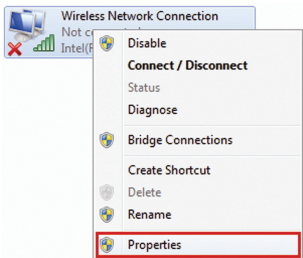 Wireless Network Connection
Not
Intel(
Disable
Connect / Disconnect
Status
Diagnose
Bridge Connections
Create Shortcut
Delete
Rename
Properties